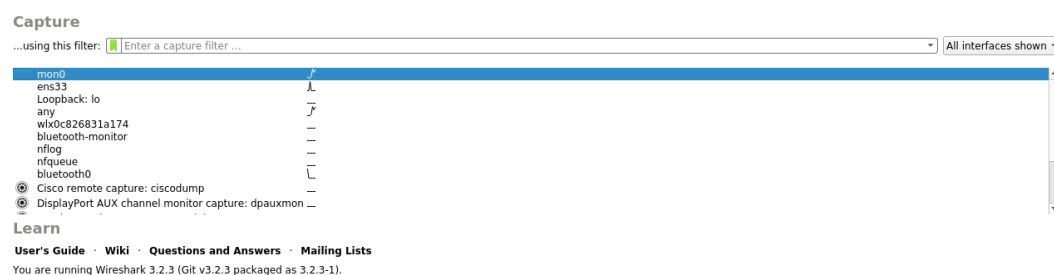 Capture
...using this filter: Enter a capture filter ... All interfaces shown
mon0
ens33
Loopback: lo
any
wlx0c826831a174
bluetooth-monitor
nflog
nfqueue
bluetooth0
Cisco remote capture: ciscodump
DisplayPort AUX channel monitor capture: dpauxmon
Learn
User's Guide · Wiki · Questions and Answers · Mailing Lists
You are running Wireshark 3.2.3 (Git v3.2.3 packaged as 3.2.3-1).